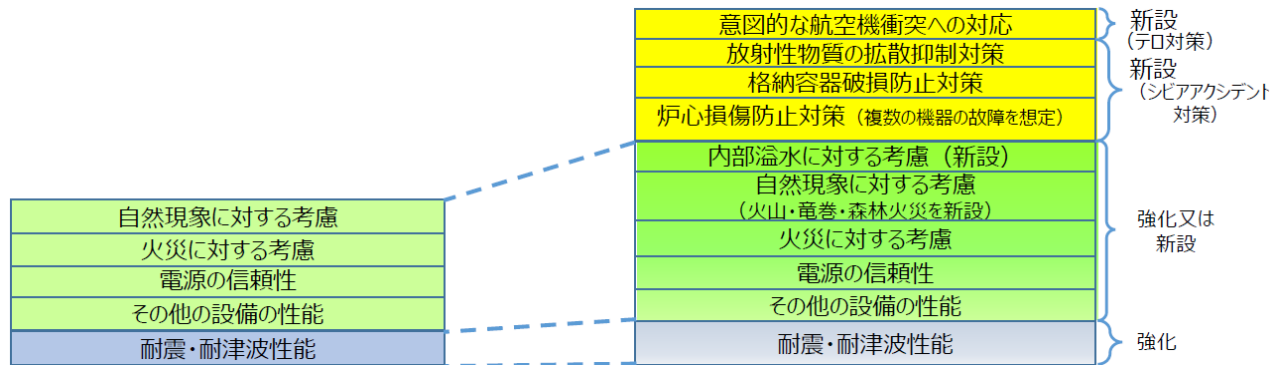 自然現象に対する考慮
火災に対する考慮
電源の信頼性
その他の設備の性能
耐震・耐津波性能
意図的な航空機衝突への対応
放射性物質の拡散抑制対策
格納容器破損防止対策
炉心損傷防止対策（複数の機器の故障を想定）
内部溢水に対する考慮（新設）
自然現象に対する考慮
（火山・竜巻・森林火災を新設）
火災に対する考慮
電源の信頼性
その他の設備の性能
耐震・耐津波性能
新設
（テロ対策）
新設
（シビアアクシデント
対策）
強化又は
新設
強化